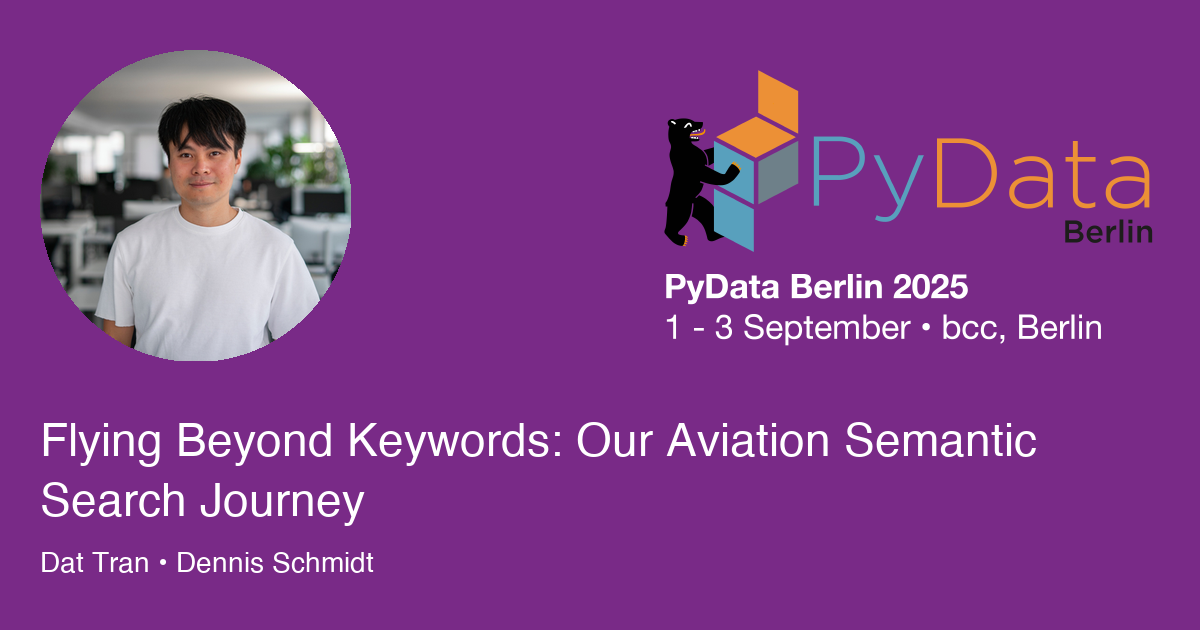 PyData
Berlin
PyData Berlin 2025
1 - 3 September • bcc, Berlin
Flying Beyond Keywords: Our Aviation Semantic
Search Journey
Dat Tran • Dennis Schmidt